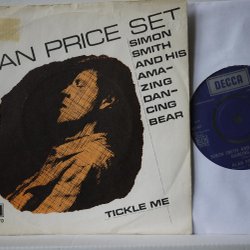 AN PRICE SET
SIMON
SMITH
AND HIS
AMA-
ZING
DAN-
CING
BEAR
TICKLE ME
DECCA